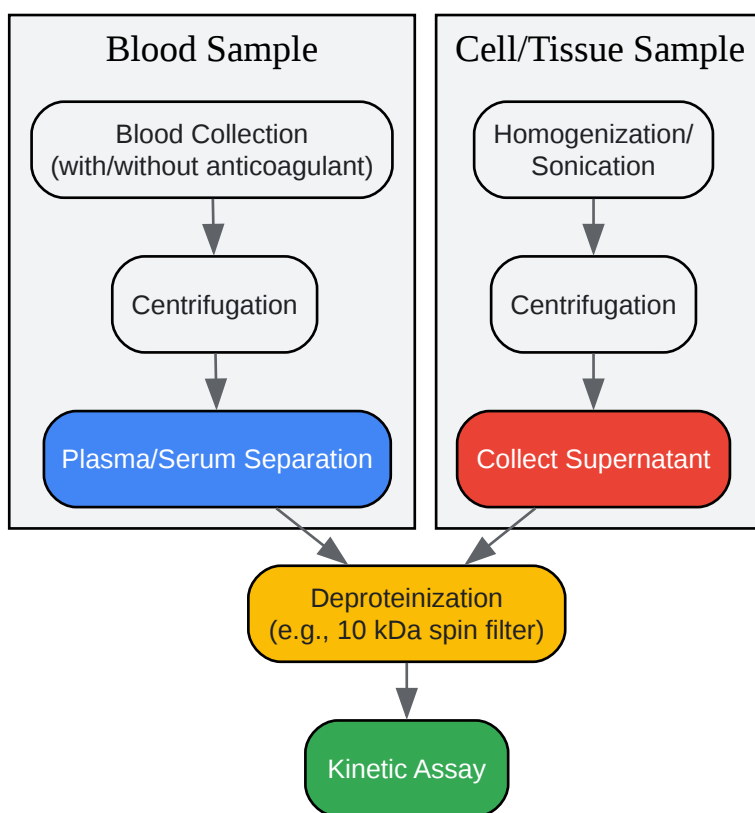 Blood Sample
Blood Collection
(with/without anticoagulant)
Centrifugation
Plasma/Serum Separation
Cell/Tissue Sample
Homogenization/
Sonication
Centrifugation
Collect Supernatant
Deproteinization
(e.g., 10 kDa spin filter)
Kinetic Assay